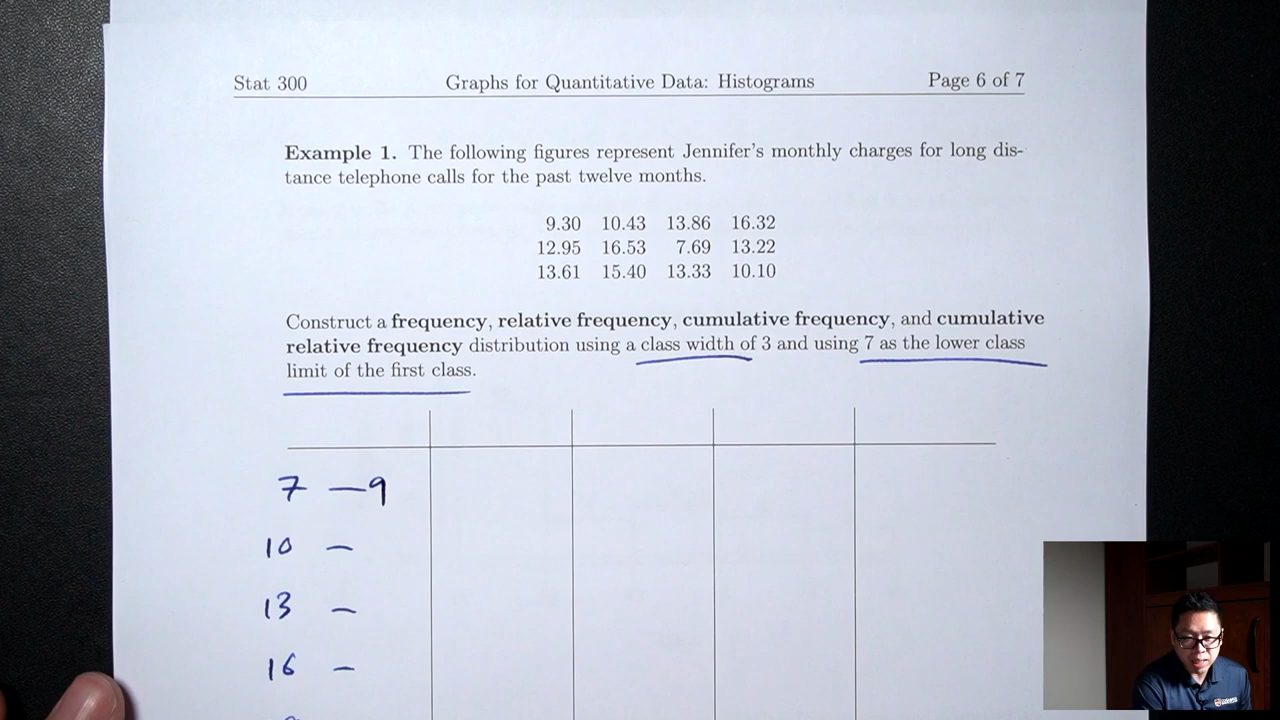 Stat 300 Graphs for Quantitative Data: Histograms Page 6 of 7
Example 1. The following figures represent Jennifer's monthly charges for long dis-
tance telephone calls for the past twelve months.
9.30 10.43 13.86 16.32
12.95 16.53 7.69 13.22
13.61 15.40 13.33 10.10
Construct a frequency, relative frequency, cumulative frequency, and cumulative
relative frequency distribution using a class width of 3 and using 7 as the lower class
limit of the first class.
7 — 9
10 —
13 —
16 —